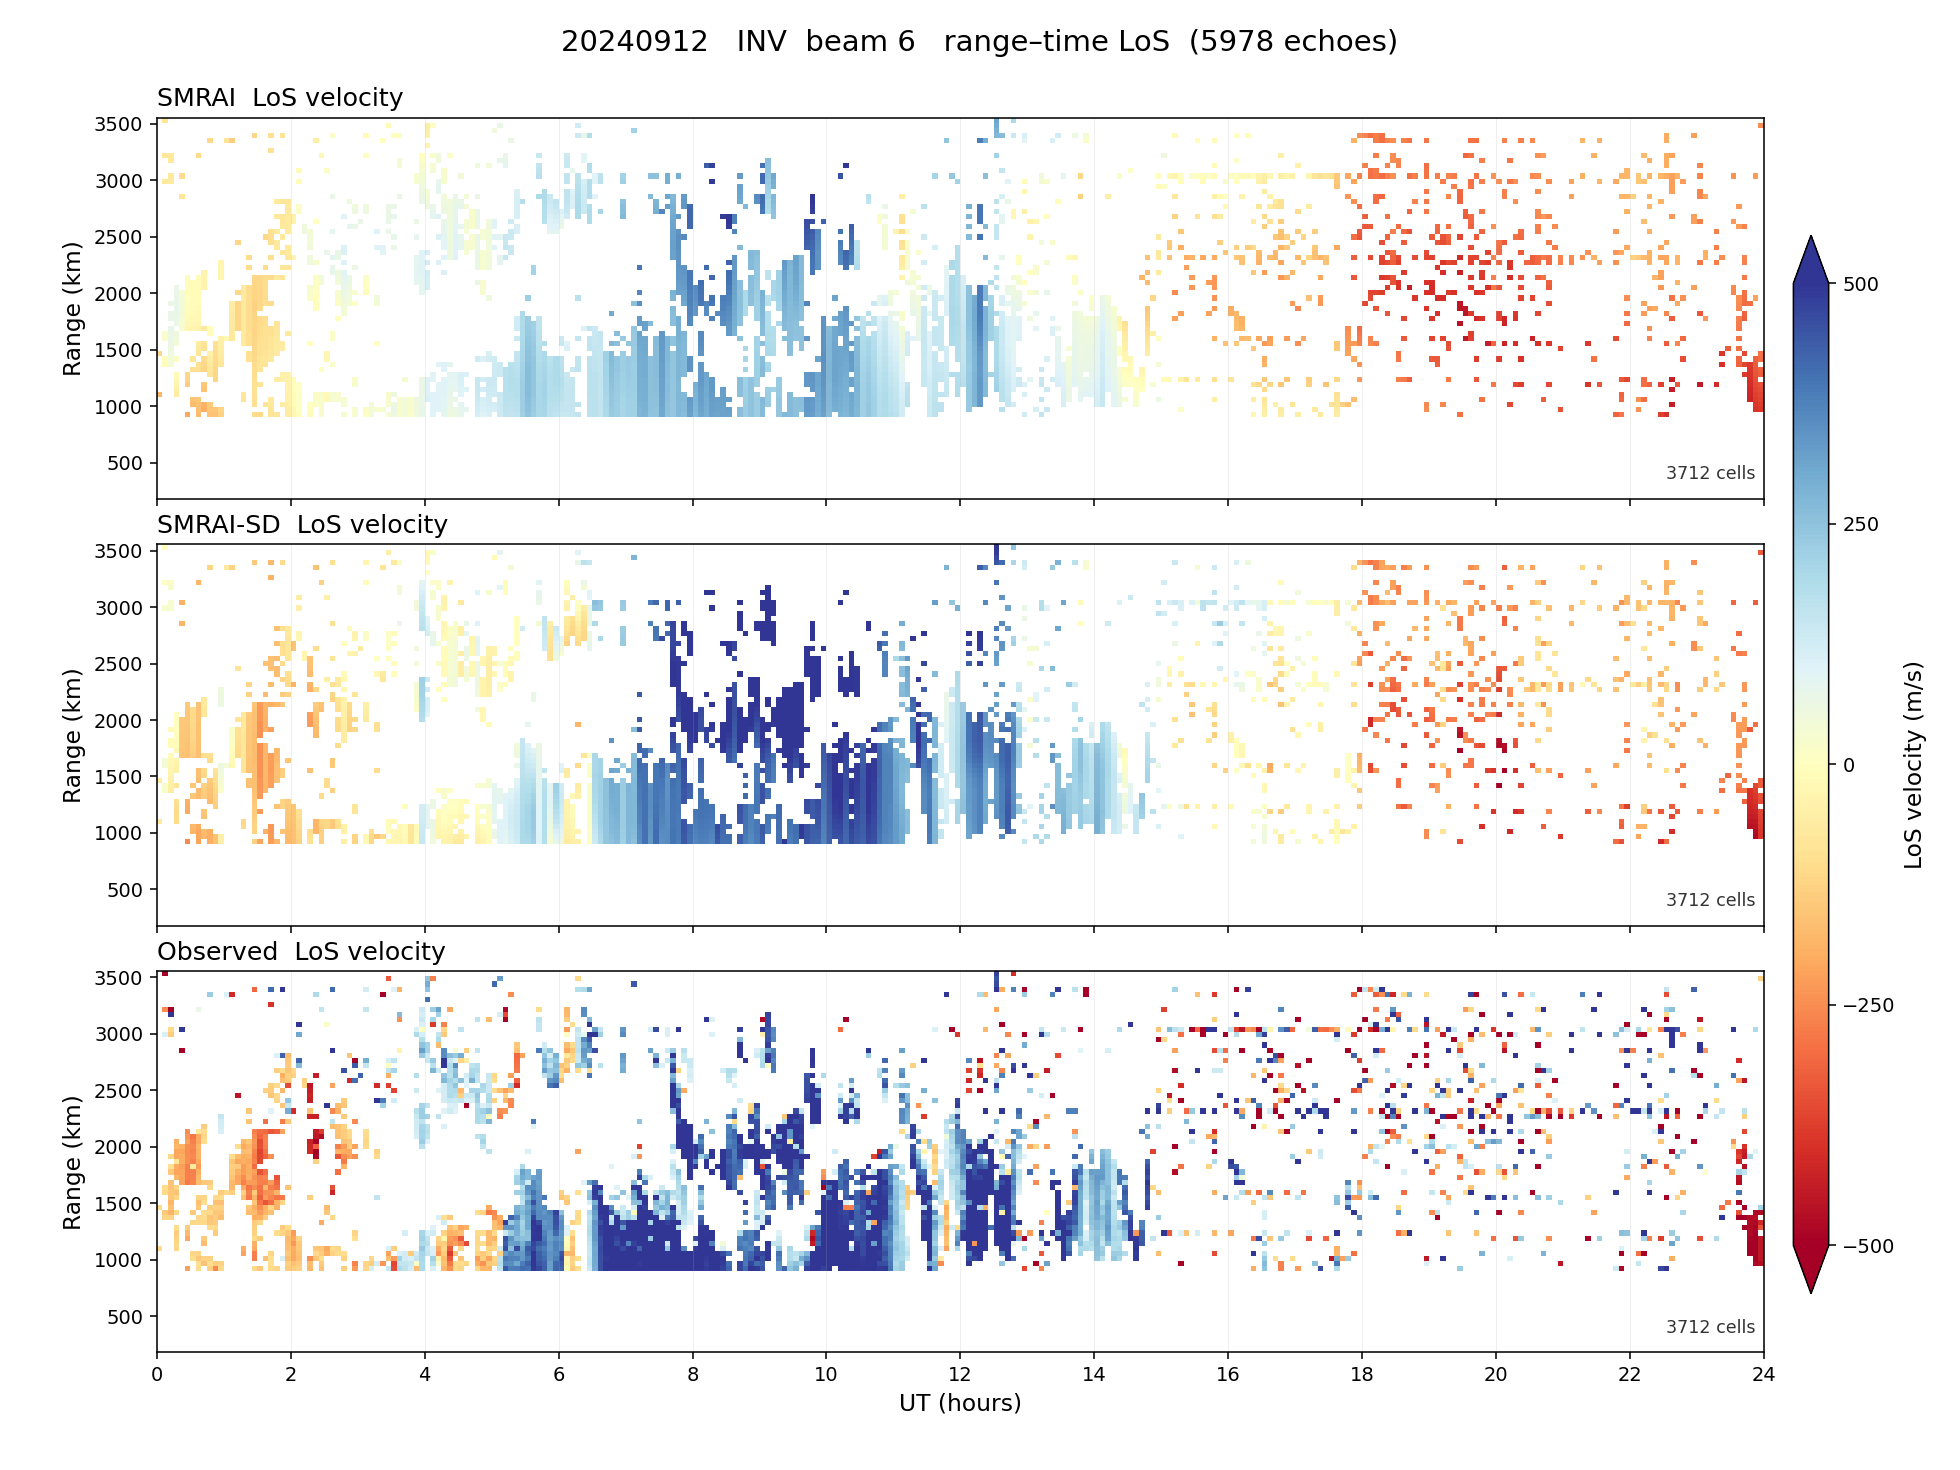 20240912 INV beam 6 range–time LoS (5978 echoes)
SMRAI LoS velocity
3500
3000
2500
2000
1500
1000
500
Range (km)
3712 cells
SMRAI-SD LoS velocity
3500
3000
2500
2000
1500
1000
500
Range (km)
3712 cells
Observed LoS velocity
3500
3000
2500
2000
1500
1000
500
Range (km)
3712 cells
0 2 4 6 8 10 12 14 16 18 20 22 24
UT (hours)
500
250
0
−250
−500
LoS velocity (m/s)